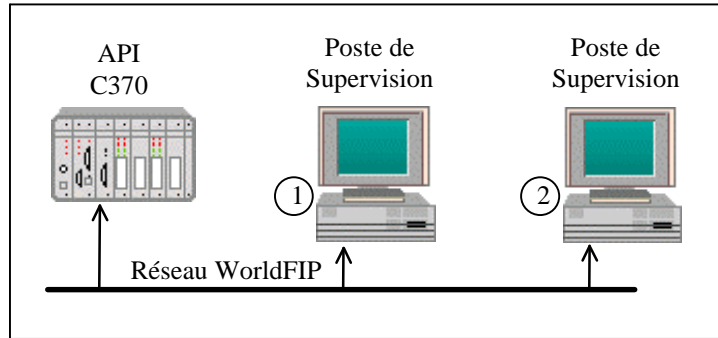 API
C370
Poste de
Supervision
Poste de
Supervision
1
2
Réseau WorldFIP